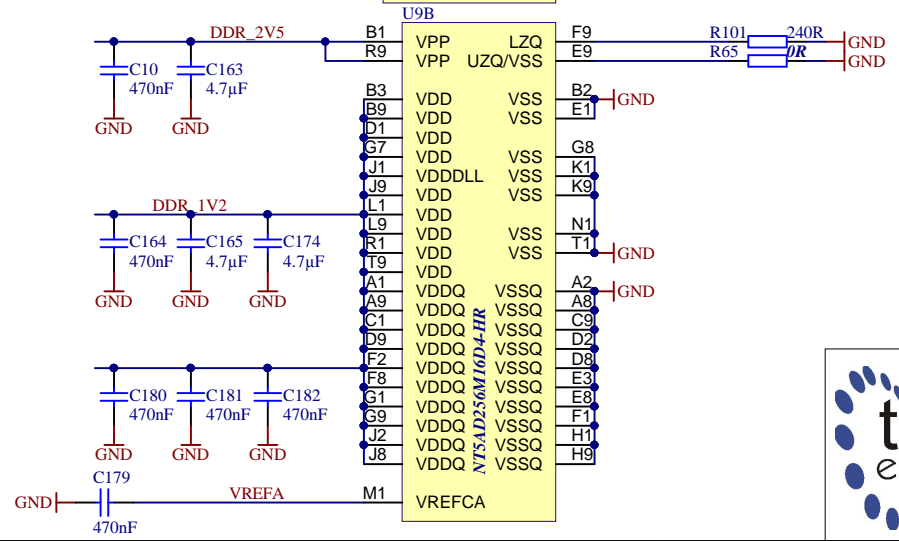 U9B
DDR_2V5 B1 VPP LZQ F9 R101 240R GND
R9 VPP UZQ/VSS E9 R65 0R GND
C10 C163
470nF 4.7µF
GND GND
B3 VDD VSS B2 GND
B9 VDD VSS E1
D1 VDD
G7 VDD VSS G8
J1 VDDDLL VSS K1
J9 VDD VSS K9
DDR_1V2 L1 VDD
L9 VDD VSS N1
R1 VDD VSS T1 GND
T9 VDD
C164 C165 C174
470nF 4.7µF 4.7µF
GND GND GND
A1 VDDQ VSSQ A2 GND
A9 VDDQ VSSQ A8
C1 VDDQ VSSQ C9
D9 VDDQ VSSQ D2
F2 VDDQ VSSQ D8
F8 VDDQ VSSQ E3
G1 VDDQ VSSQ E8
G9 VDDQ VSSQ F1
J2 VDDQ VSSQ H1
J8 VDDQ VSSQ H9
NT5AD256M16D4-HR
C180 C181 C182
470nF 470nF 470nF
GND GND GND
C179
GND VREFA M1 VREFCA
470nF
t
e